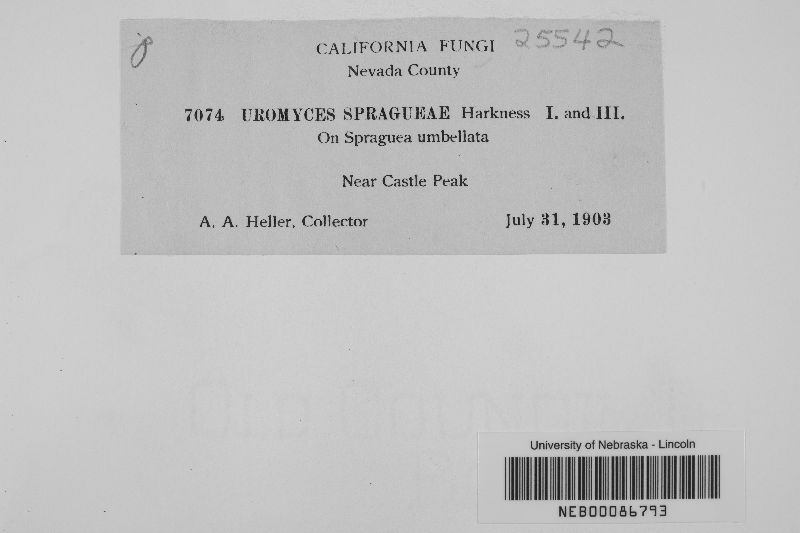 CALIFORNIA FUNGI 25542
Nevada County
7074 UROMYCES SPRAGUEAE Harkness I. and III.
On Spraguea umbellata
Near Castle Peak
A. A. Heller, Collector July 31, 1903
University of Nebraska - Lincoln
NEB00086793